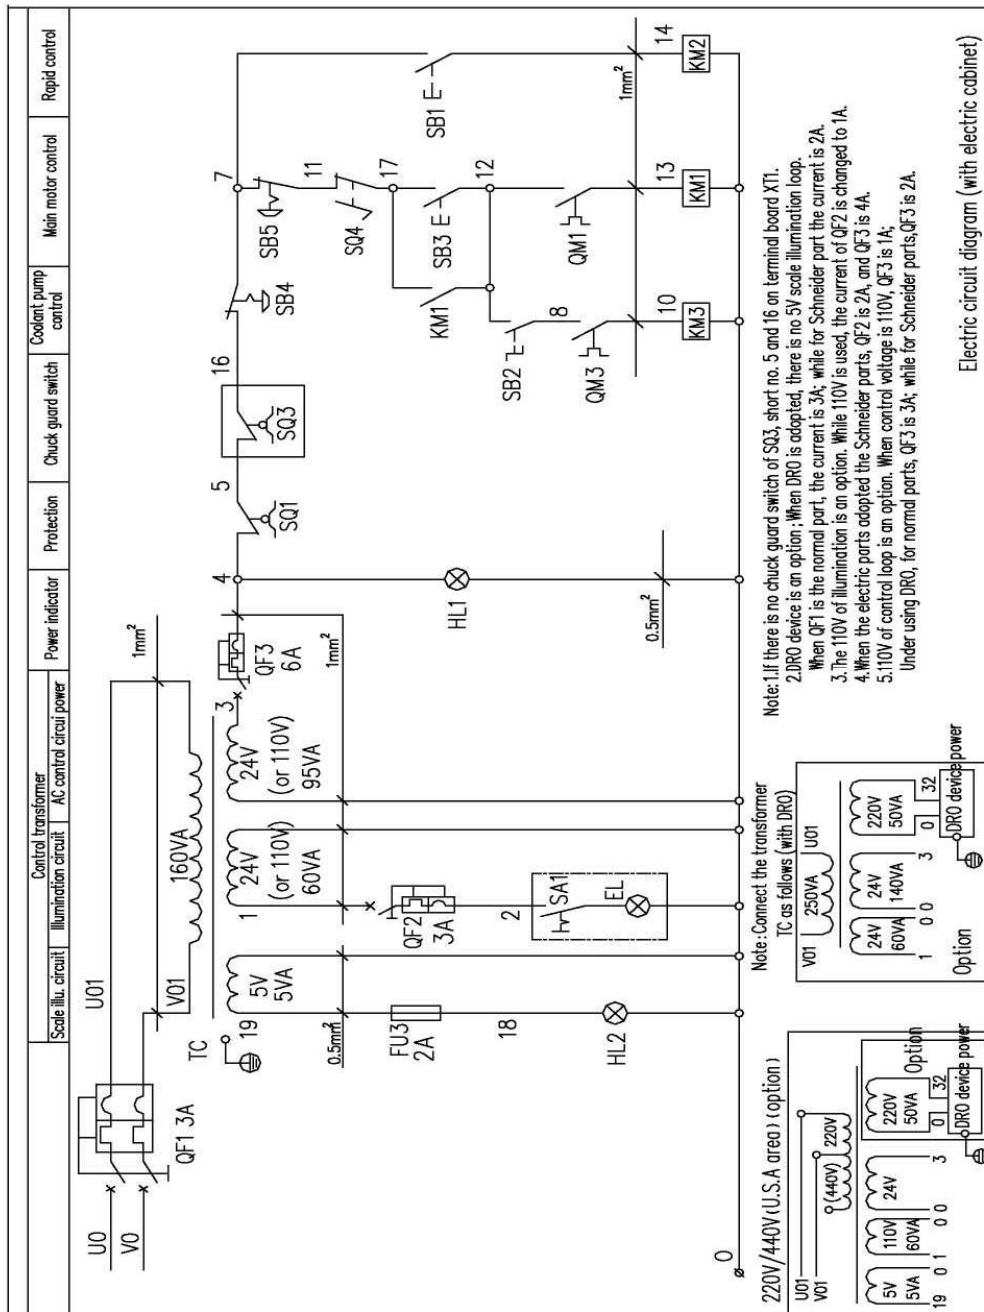 Control transformer
Scale illu. circuit
Illumination circuit
AC control circui power
Power indicator
Protection
Chuck guard switch
Coolant pump
control
Main motor control
Rapid control
U0
V0
QF1 3A
U01
V01
160VA
1mm²
TC
19
5V
5VA
0.5mm²
FU3
2A
18
HL2
1
24V
(or 110V)
60VA
QF2
3A
2
SA1
EL
24V
(or 110V)
95VA
3
QF3
6A
1mm²
4
HL1
0.5mm²
SQ1
5
SQ3
16
SB4
7
SB5
11
SQ4
17
KM1
SB3
12
SB2
8
QM3
QM1
SB1
1mm²
10
KM3
13
KM1
14
KM2
0
Note:1.If there is no chuck guard switch of SQ3, short no. 5 and 16 on terminal board XT1.
2.DRO device is an option;When DRO is adopted, there is no 5V scale illumination loop.
When QF1 is the normal part, the current is 3A; while for Schneider part the current is 2A.
3.The 110V of illumination is an option. While 110V is used, the current of QF2 is changed to 1A.
4.When the electric parts adopted the Schneider parts, QF2 is 2A, and QF3 is 4A.
5.110V of control loop is an option. When control voltage is 110V, QF3 is 1A;
Under using DRO, for normal parts, QF3 is 3A; while for Schneider parts,QF3 is 2A.
220V/440V(U.S.A area)(option)
U01
V01
(440V)
220V
5V
5VA
110V
60VA
24V
220V
50VA
19
0
1
0
0
3
0
32
Option
DRO device power
Note:Connect the transformer
TC as follows(with DRO)
V01
250VA
U01
24V
60VA
24V
140VA
220V
50VA
1
0
0
3
0
32
DRO device power
Option
Electric circuit diagram (with electric cabinet)